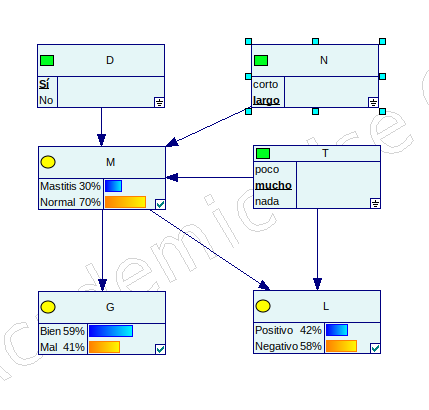 D
Sí
No
N
corto
largo
M
Mastitis 30%
Normal 70%
T
poco
mucho
nada
G
Bien 59%
Mal 41%
L
Positivo 42%
Negativo 58%